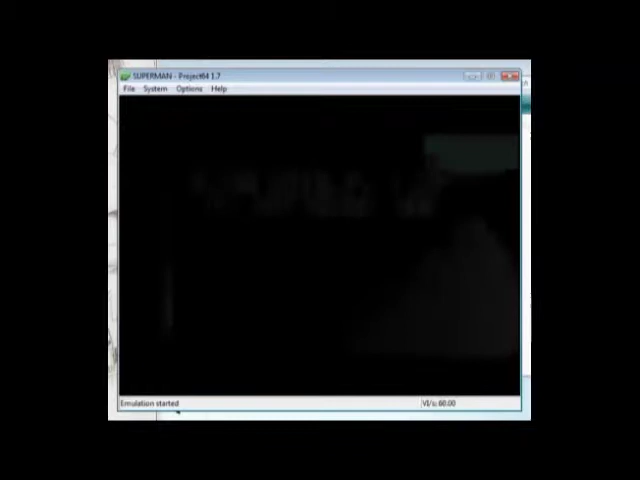 SUPERMAN - Project64 1.7
File System Options Help
Emulation started
VI/s: 60.00